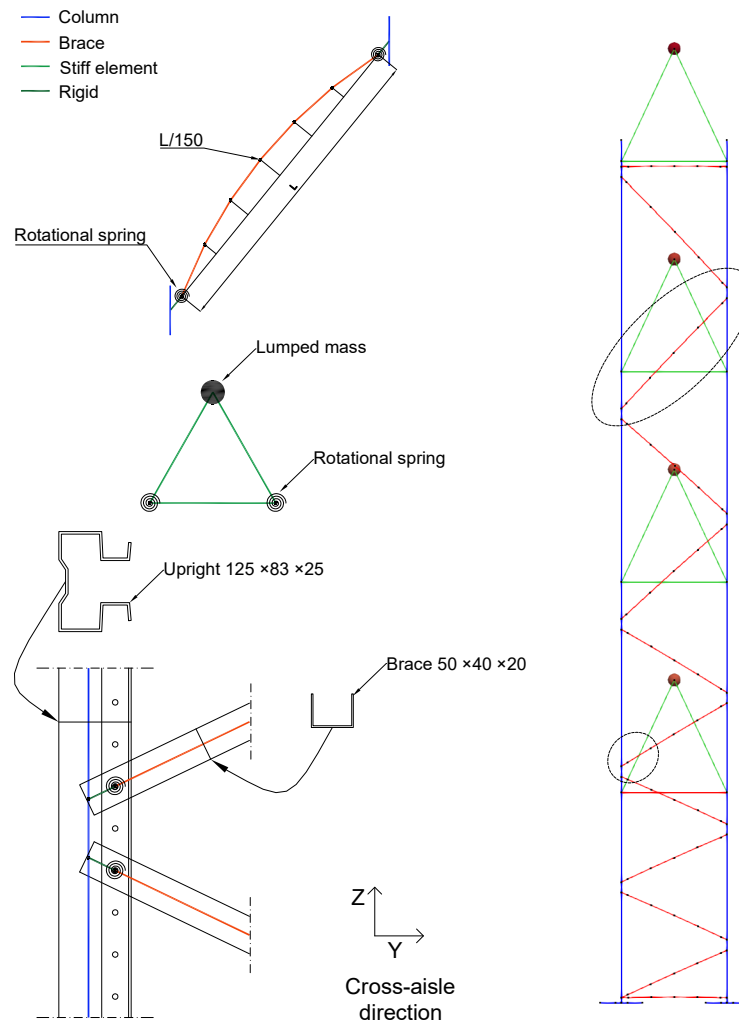 Column
Brace
Stiff element
Rigid
L/150
L
Rotational spring
Lumped mass
Rotational spring
Upright 125 ×83 ×25
Brace 50 ×40 ×20
Z
Y
Cross-aisle
direction